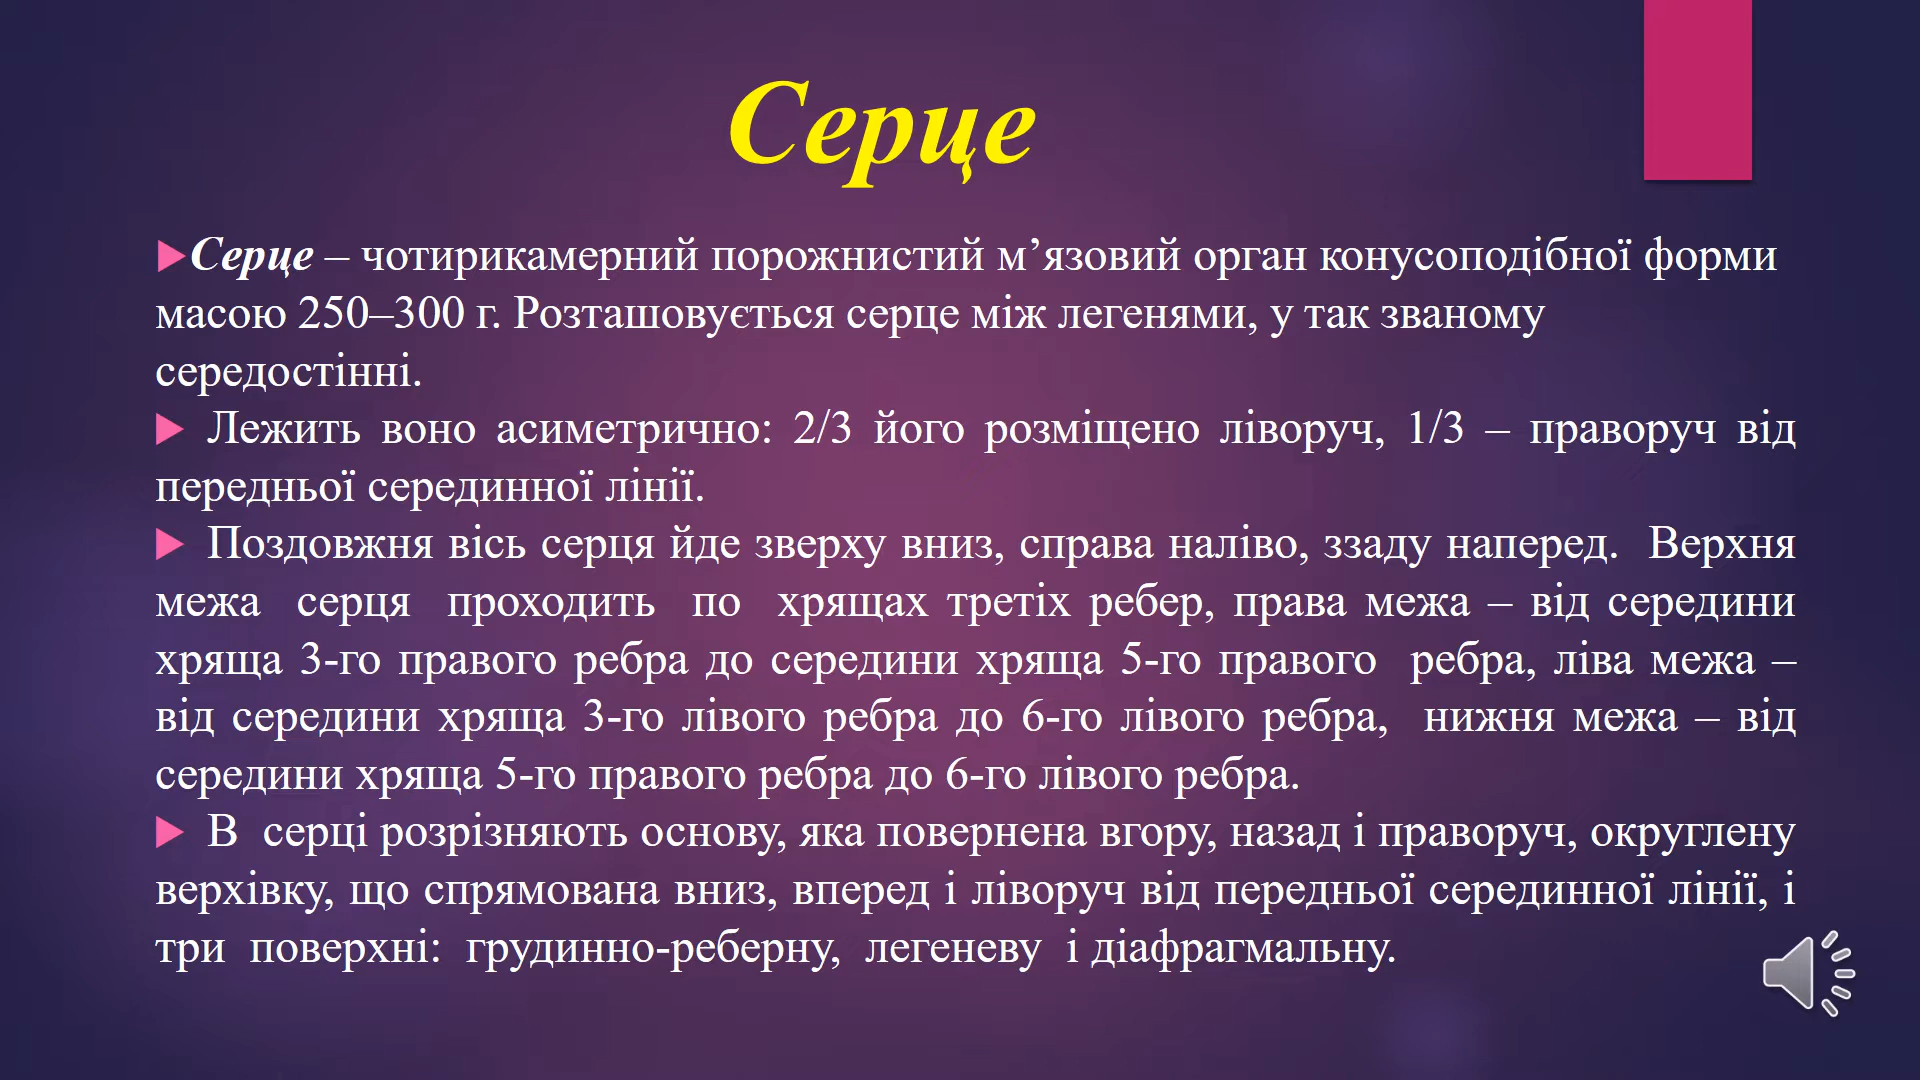 Серце
Серце – чотирикамерний порожнистий м’язовий орган конусоподібної форми
масою 250–300 г. Розташовується серце між легенями, у так званому
середостінні.
Лежить воно асиметрично: 2/3 його розміщено ліворуч, 1/3 – праворуч від
передньої серединної лінії.
Поздовжня вісь серця йде зверху вниз, справа наліво, ззаду наперед. Верхня
межа серця проходить по хрящах третіх ребер, права межа – від середини
хряща 3-го правого ребра до середини хряща 5-го правого ребра, ліва межа –
від середини хряща 3-го лівого ребра до 6-го лівого ребра, нижня межа – від
середини хряща 5-го правого ребра до 6-го лівого ребра.
В серці розрізняють основу, яка повернена вгору, назад і праворуч, округлену
верхівку, що спрямована вниз, вперед і ліворуч від передньої серединної лінії, і
три поверхні: грудинно-реберну, легеневу і діафрагмальну.